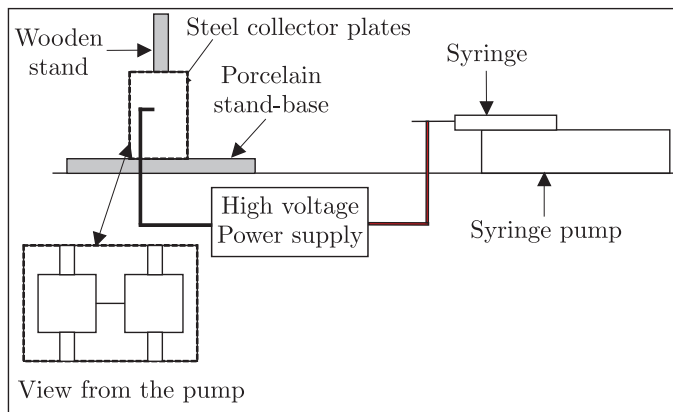 Steel collector plates
Wooden
stand
Syringe
Porcelain
stand-base
High voltage
Power supply
Syringe pump
View from the pump